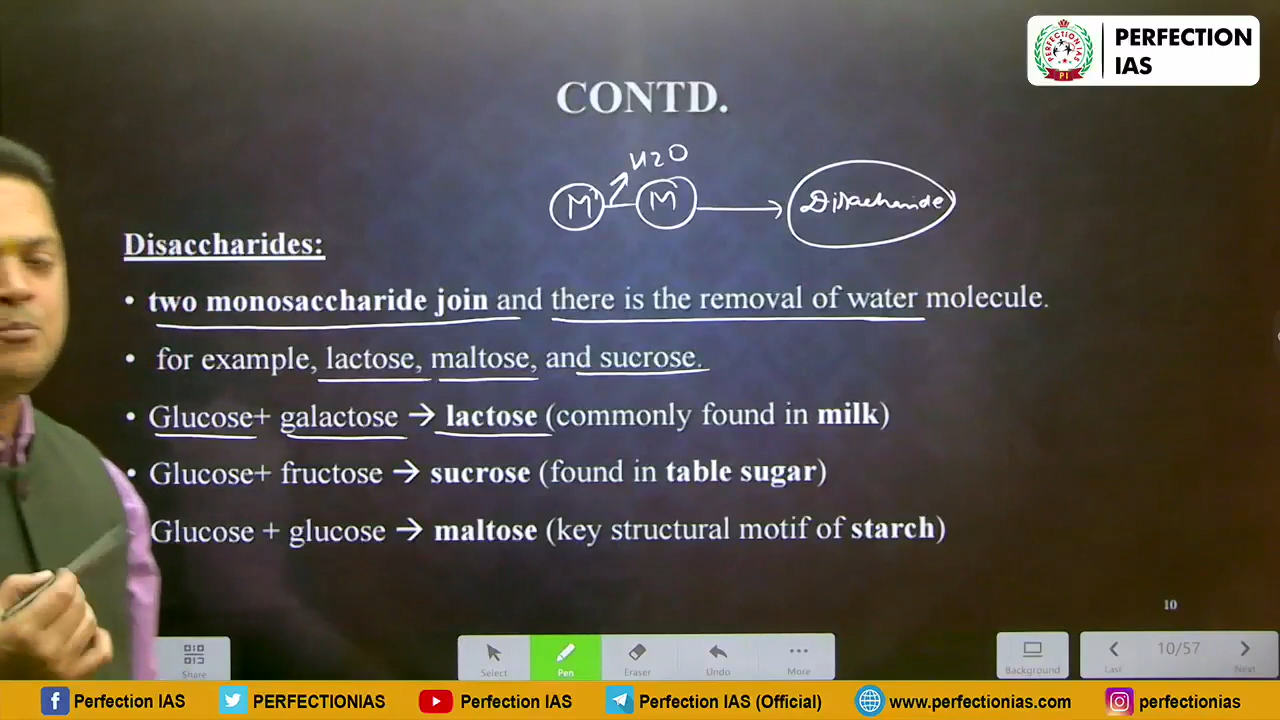 PERFECTION
IAS
PERFECTION IAS
PI
CONTD.
H2O
M M Disaccharide
Disaccharides:
• two monosaccharide join and there is the removal of water molecule.
• for example, lactose, maltose, and sucrose.
• Glucose+ galactose → lactose (commonly found in milk)
• Glucose+ fructose → sucrose (found in table sugar)
Glucose + glucose → maltose (key structural motif of starch)
10
Share
Select Pen Eraser Undo More
Background
Last 10/57 Next
Perfection IAS PERFECTIONIAS Perfection IAS Perfection IAS (Official) www.perfectionias.com perfectionias